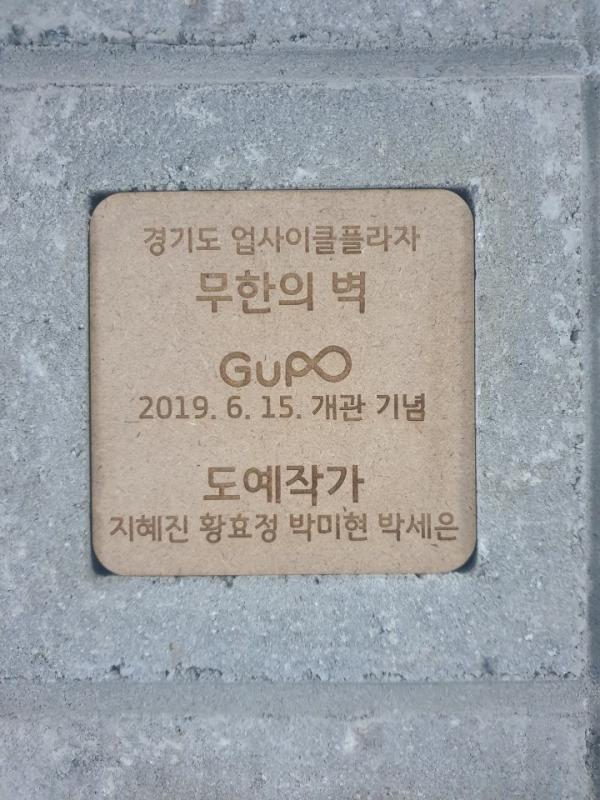 경기도 업사이클플라자
무한의 벽
GUP∞
2019. 6. 15. 개관 기념
도예작가
지혜진 황효정 박미현 박세은